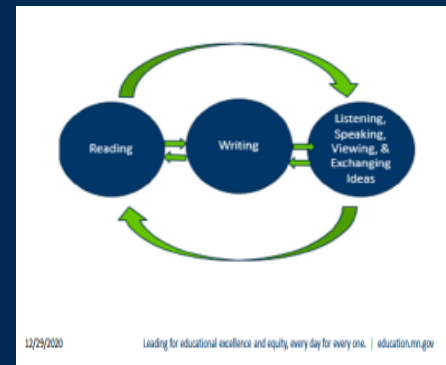 Reading
Writing
Listening,
Speaking,
Viewing, &
Exchanging
Ideas
12/29/2020
Leading for educational excellence and equity, every day for every one. | education.mn.gov